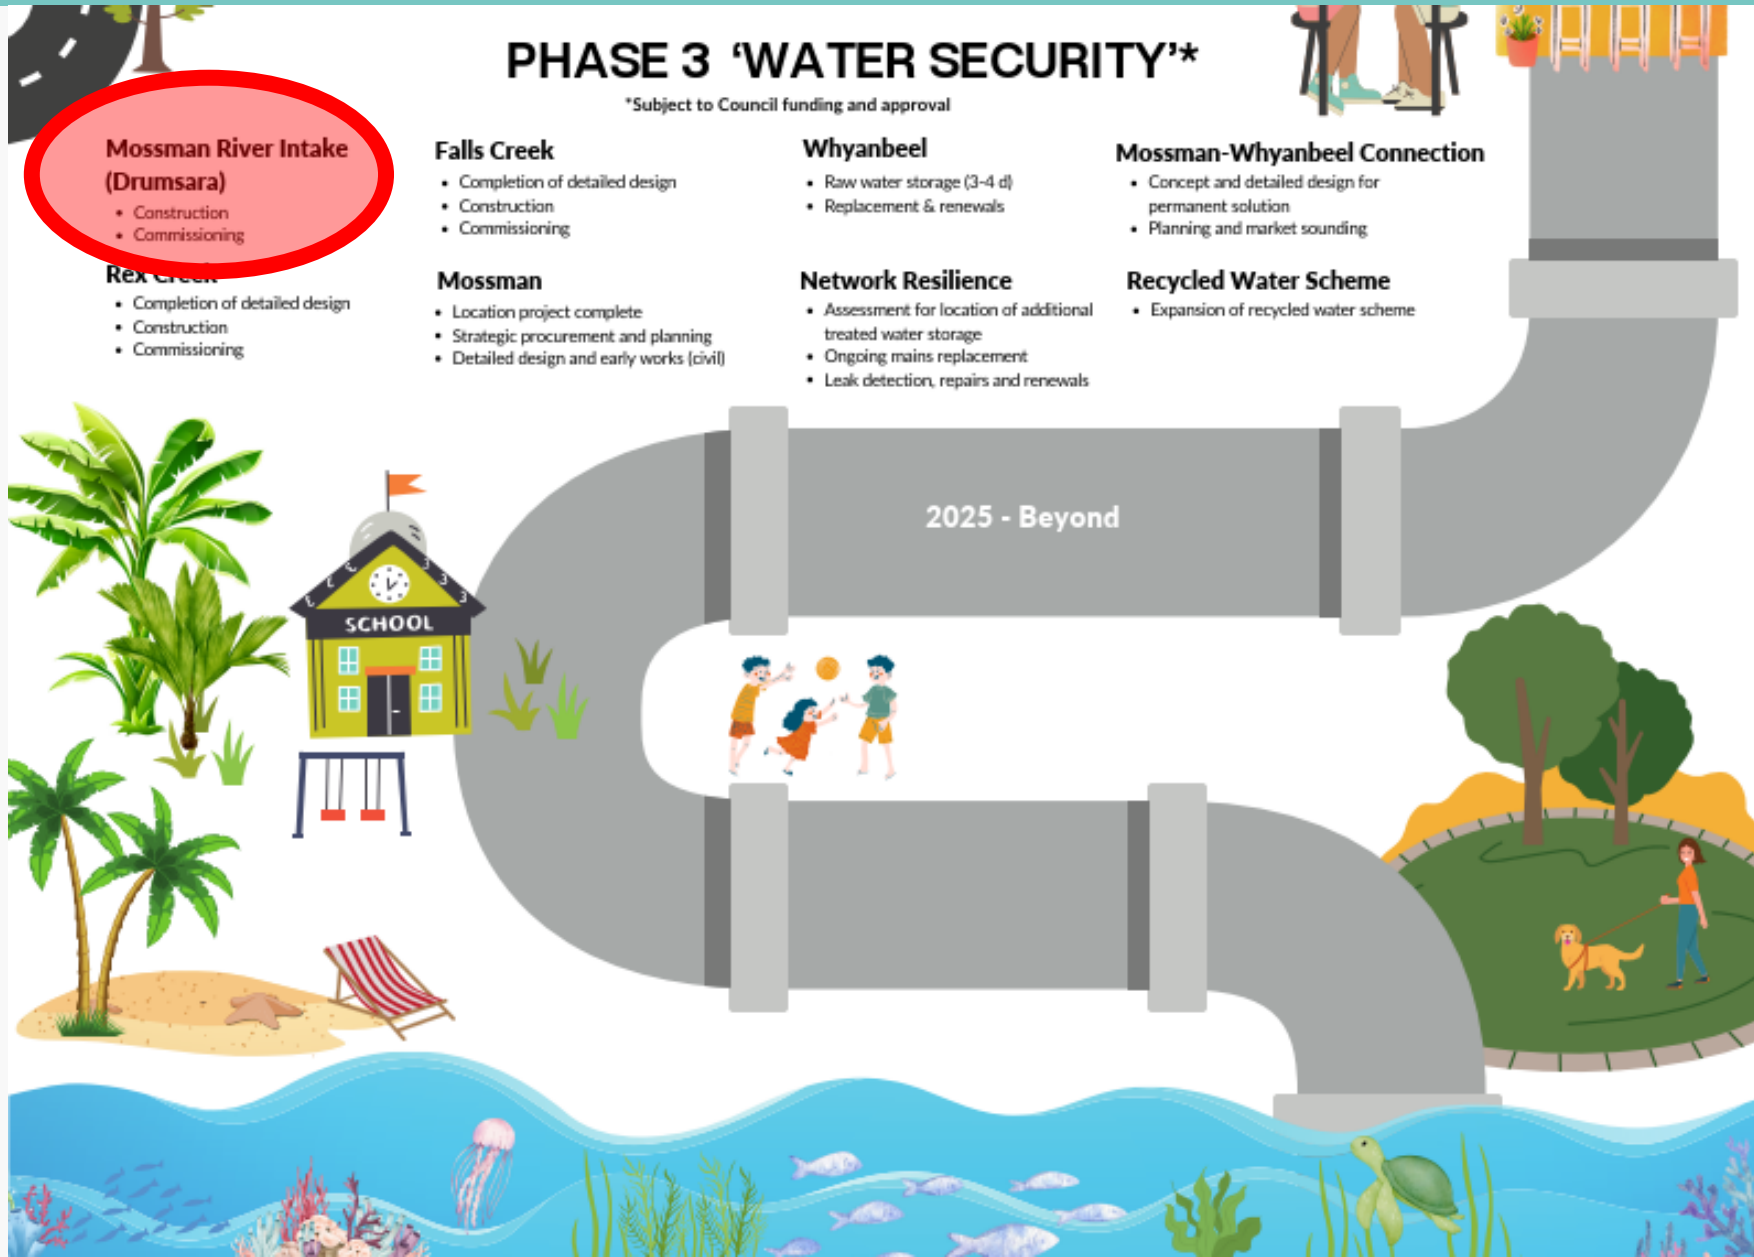 PHASE 3 ‘WATER SECURITY’*
*Subject to Council funding and approval
Mossman River Intake
(Drumsara)
• Construction
• Commissioning
Rex Creek
• Completion of detailed design
• Construction
• Commissioning
Falls Creek
• Completion of detailed design
• Construction
• Commissioning
Mossman
• Location project complete
• Strategic procurement and planning
• Detailed design and early works (civil)
Whyanbeel
• Raw water storage (3-4 d)
• Replacement & renewals
Network Resilience
• Assessment for location of additional
treated water storage
• Ongoing mains replacement
• Leak detection, repairs and renewals
Mossman-Whyanbeel Connection
• Concept and detailed design for
permanent solution
• Planning and market sounding
Recycled Water Scheme
• Expansion of recycled water scheme
2025 - Beyond
SCHOOL